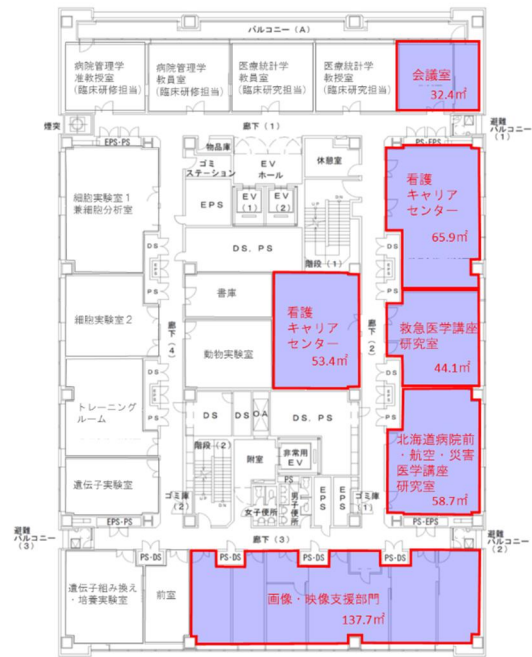 バルコニー（A）
病院管理学
准教授室
（臨床研修担当）
病院管理学
教員室
（臨床研修担当）
医療統計学
教員室
（臨床研究担当）
医療統計学
教授室
（臨床研究担当）
会議室
32.4㎡
煙突
EPS・PS
廊下（1）
PS・EPS
避難
バルコニー
（1）
物品庫
ゴミ
ステーション
EV
ホール
休憩室
細胞実験室1
兼細胞分析室
EPS
EV
（1）
EV
（2）
看護
キャリア
センター
65.9㎡
DS
PS
DS, PS
階段（1）
DS
PS
書庫
看護
キャリア
センター
53.4㎡
廊下（2）
救急医学講座
研究室
44.1㎡
細胞実験室2
廊下（4）
動物実験室
トレーニング
ルーム
DS
PS
DS
DS
OA
DS, PS
DS
PS
北海道病院前
・航空・災害
医学講座
研究室
58.7㎡
階段（2）
附室
非常用
EV
遺伝子実験室
ゴミ庫
（2）
女子便所
PS
男子便所
EPS
EPS
ゴミ庫
（1）
避難
バルコニー
（3）
EPS・PS
廊下（3）
PS・EPS
避難
バルコニー
（2）
PS・DS
PS・DS
PS・DS
PS・DS
遺伝子組み換え
・培養実験室
前室
画像・映像支援部門
137.7㎡